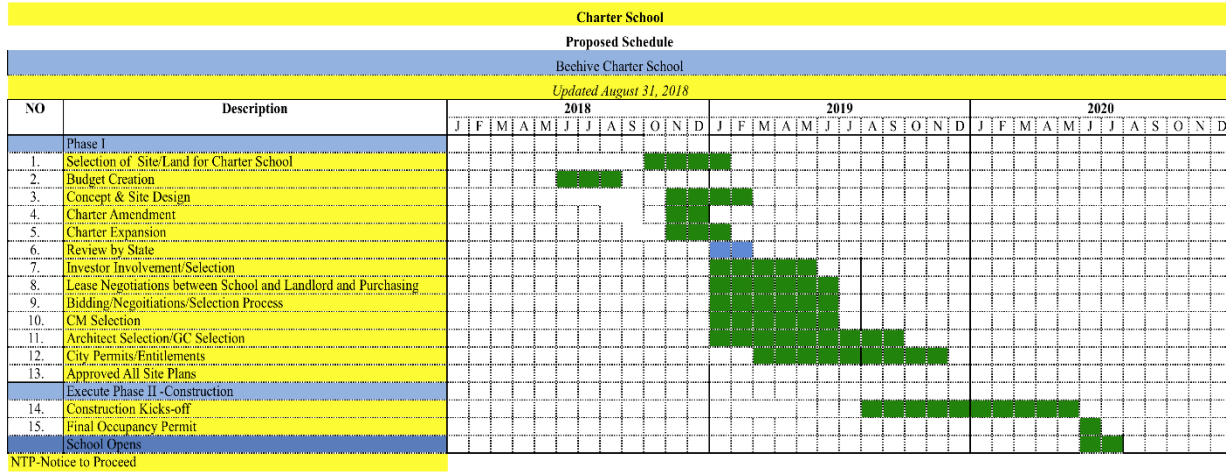 Charter School
Proposed Schedule
Beehive Charter School
Updated August 31, 2018
NO Description 2018 2019 2020
J F M A M J J A S O N D J F M A M J J A S O N D J F M A M J J A S O N D
Phase I
1. Selection of Site/Land for Charter School
2. Budget Creation
3. Concept & Site Design
4. Charter Amendment
5. Charter Expansion
6. Review by State
7. Investor Involvement/Selection
8. Lease Negotiations between School and Landlord and Purchasing
9. Bidding/Negoitiations/Selection Process
10. CM Selection
11. Architect Selection/GC Selection
12. City Permits/Entitlements
13. Approved All Site Plans
Execute Phase II -Construction
14. Construction Kicks-off
15. Final Occupancy Permit
School Opens
NTP-Notice to Proceed